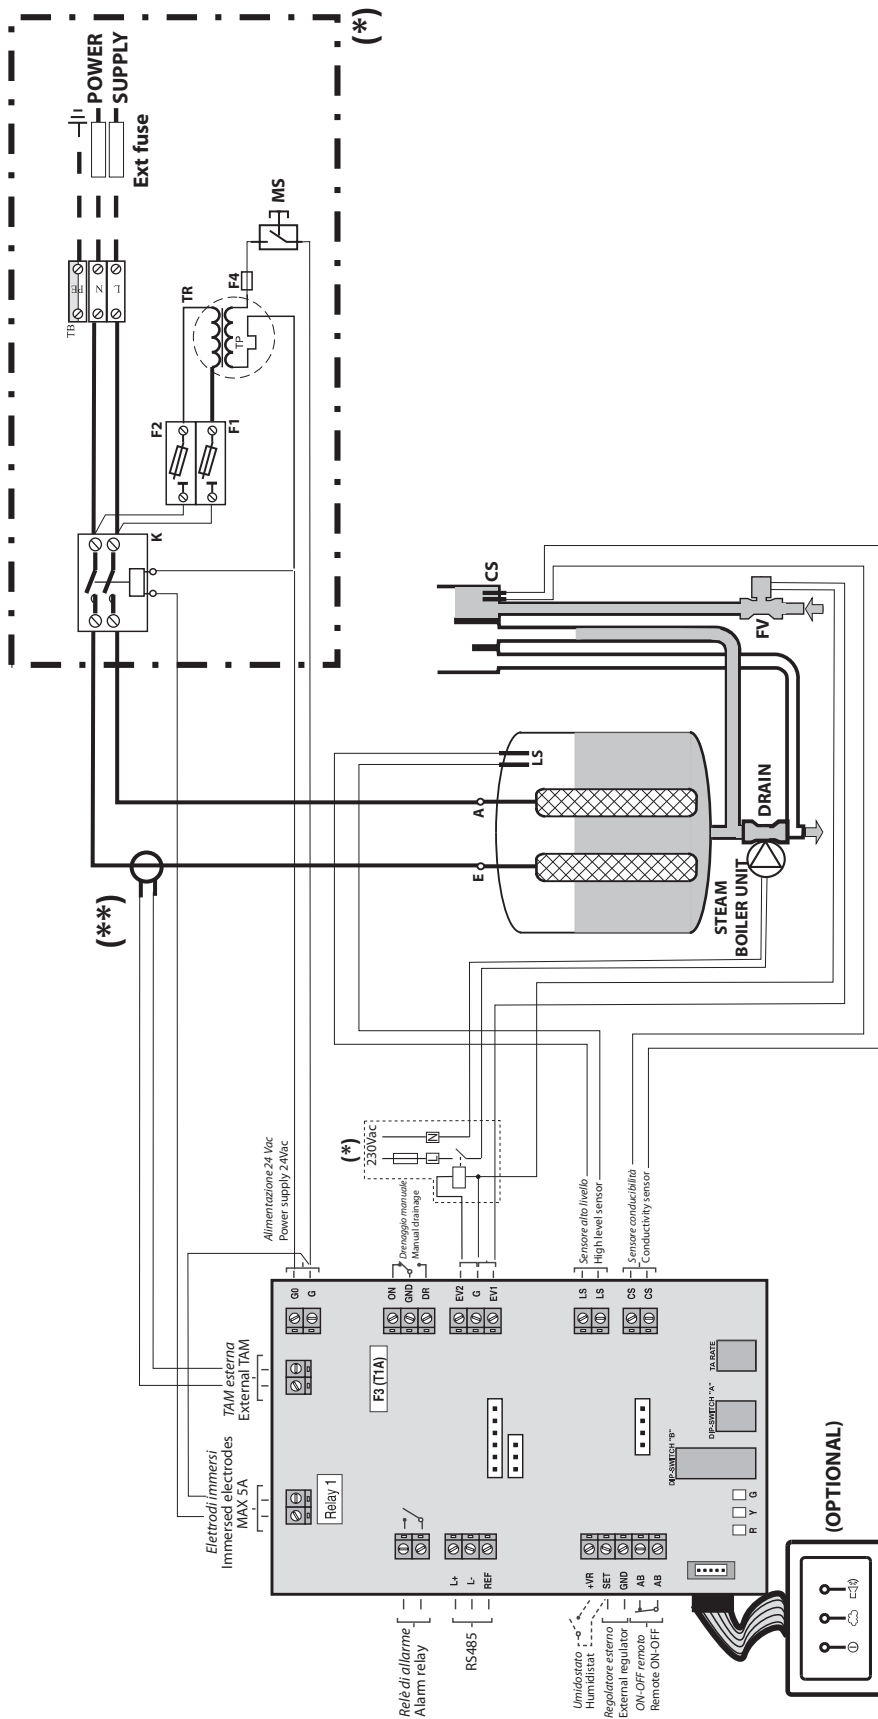 (*)
POWER
SUPPLY
Ext fuse
MS
TB
PE
N
L
TR
F4
TP
F2
F1
K
CS
FV
LS
A
E
DRAIN
STEAM
BOILER UNIT
(**)
(*)
230Vac
N
L
Alimentazione 24 Vac
Power supply 24Vac
Drenaggio manuale
Manual drainage
Sensore alto livello
High level sensor
Sensore conducibilità
Conductivity sensor
G0
G
ON
GND
DR
EV2
G
EV1
LS
LS
CS
CS
TAM esterna
External TAM
Elettrodi immersi
Immersed electrodes
MAX 5A
F3 (T1A)
Relay 1
TA RATE
DIP-SWITCH "A"
DIP-SWITCH "B"
R
Y
G
L+
L-
REF
+VR
SET
GND
AB
AB
Relè di allarme
Alarm relay
RS485
Umidostato
Humidistat
Regolatore esterno
External regulator
ON-OFF remoto
Remote ON-OFF
(OPTIONAL)